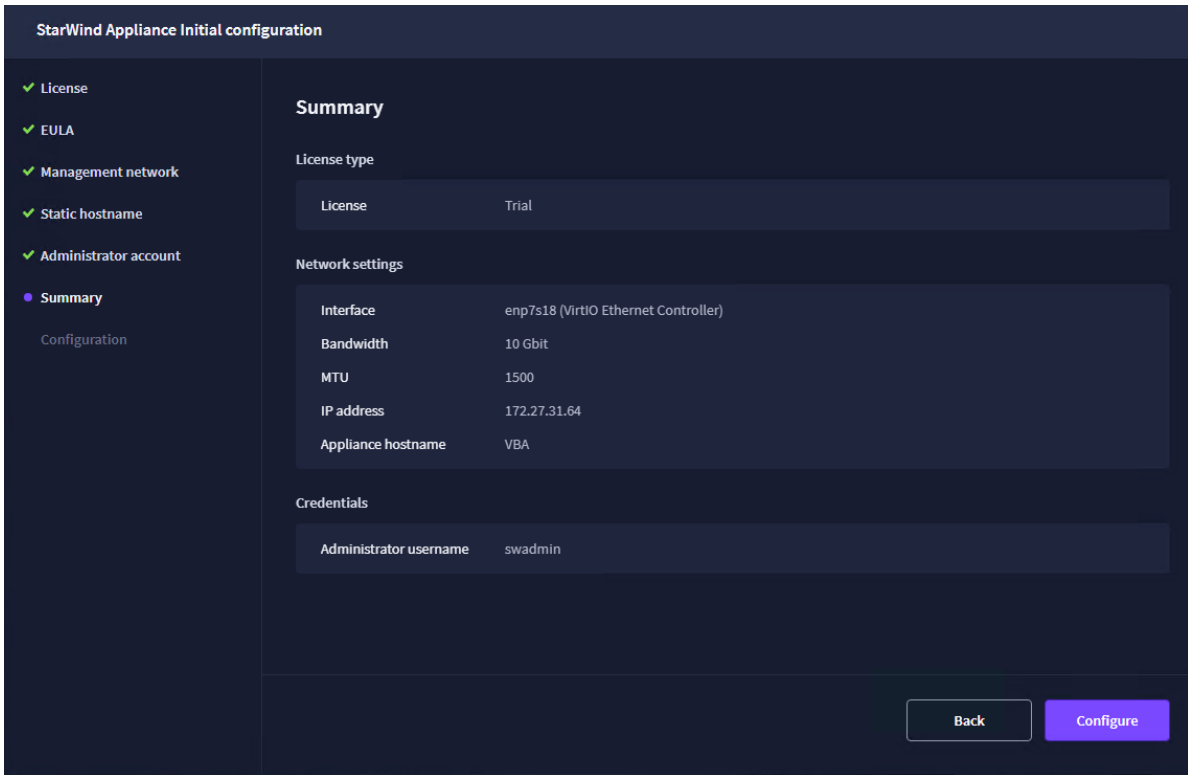 StarWind Appliance Initial configuration
License
EULA
Management network
Static hostname
Administrator account
Summary
Configuration
Summary
License type
License Trial
Network settings
Interface enp7s18 (VirtIO Ethernet Controller)
Bandwidth 10 Gbit
MTU 1500
IP address 172.27.31.64
Appliance hostname VBA
Credentials
Administrator username swadmin
Back Configure